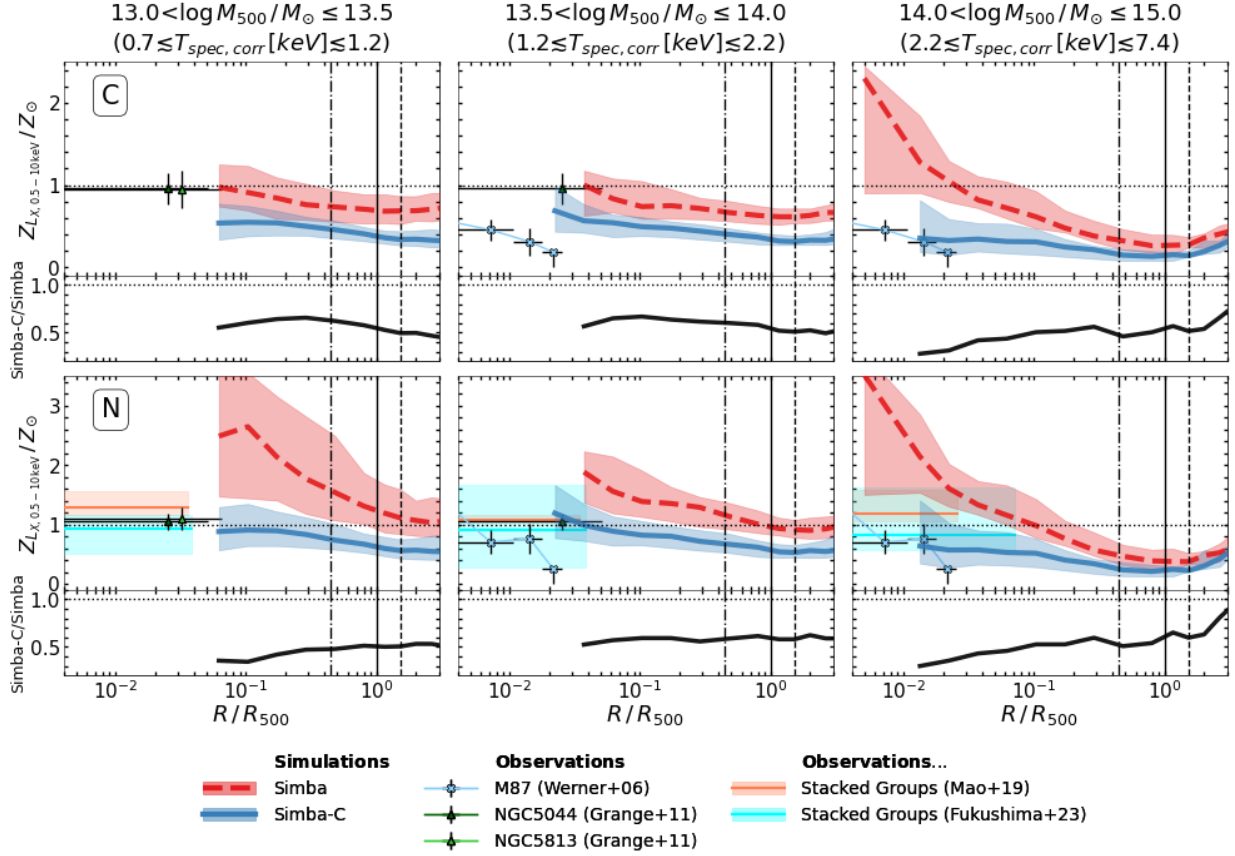 13.0<log M500/M⊙≤13.5
(0.7≲Tspec,corr[keV]≲1.2)
13.5<log M500/M⊙≤14.0
(1.2≲Tspec,corr[keV]≲2.2)
14.0<log M500/M⊙≤15.0
(2.2≲Tspec,corr[keV]≲7.4)
C
2
1
0
ZLX, 0.5−10keV/Z⊙
1.0
0.5
Simba-C/Simba
N
3
2
1
0
ZLX, 0.5−10keV/Z⊙
1.0
0.5
Simba-C/Simba
10−2 10−1 100
10−2 10−1 100
10−2 10−1 100
R/R500
R/R500
R/R500
Simulations
Simba
Simba-C
Observations
M87 (Werner+06)
NGC5044 (Grange+11)
NGC5813 (Grange+11)
Observations...
Stacked Groups (Mao+19)
Stacked Groups (Fukushima+23)